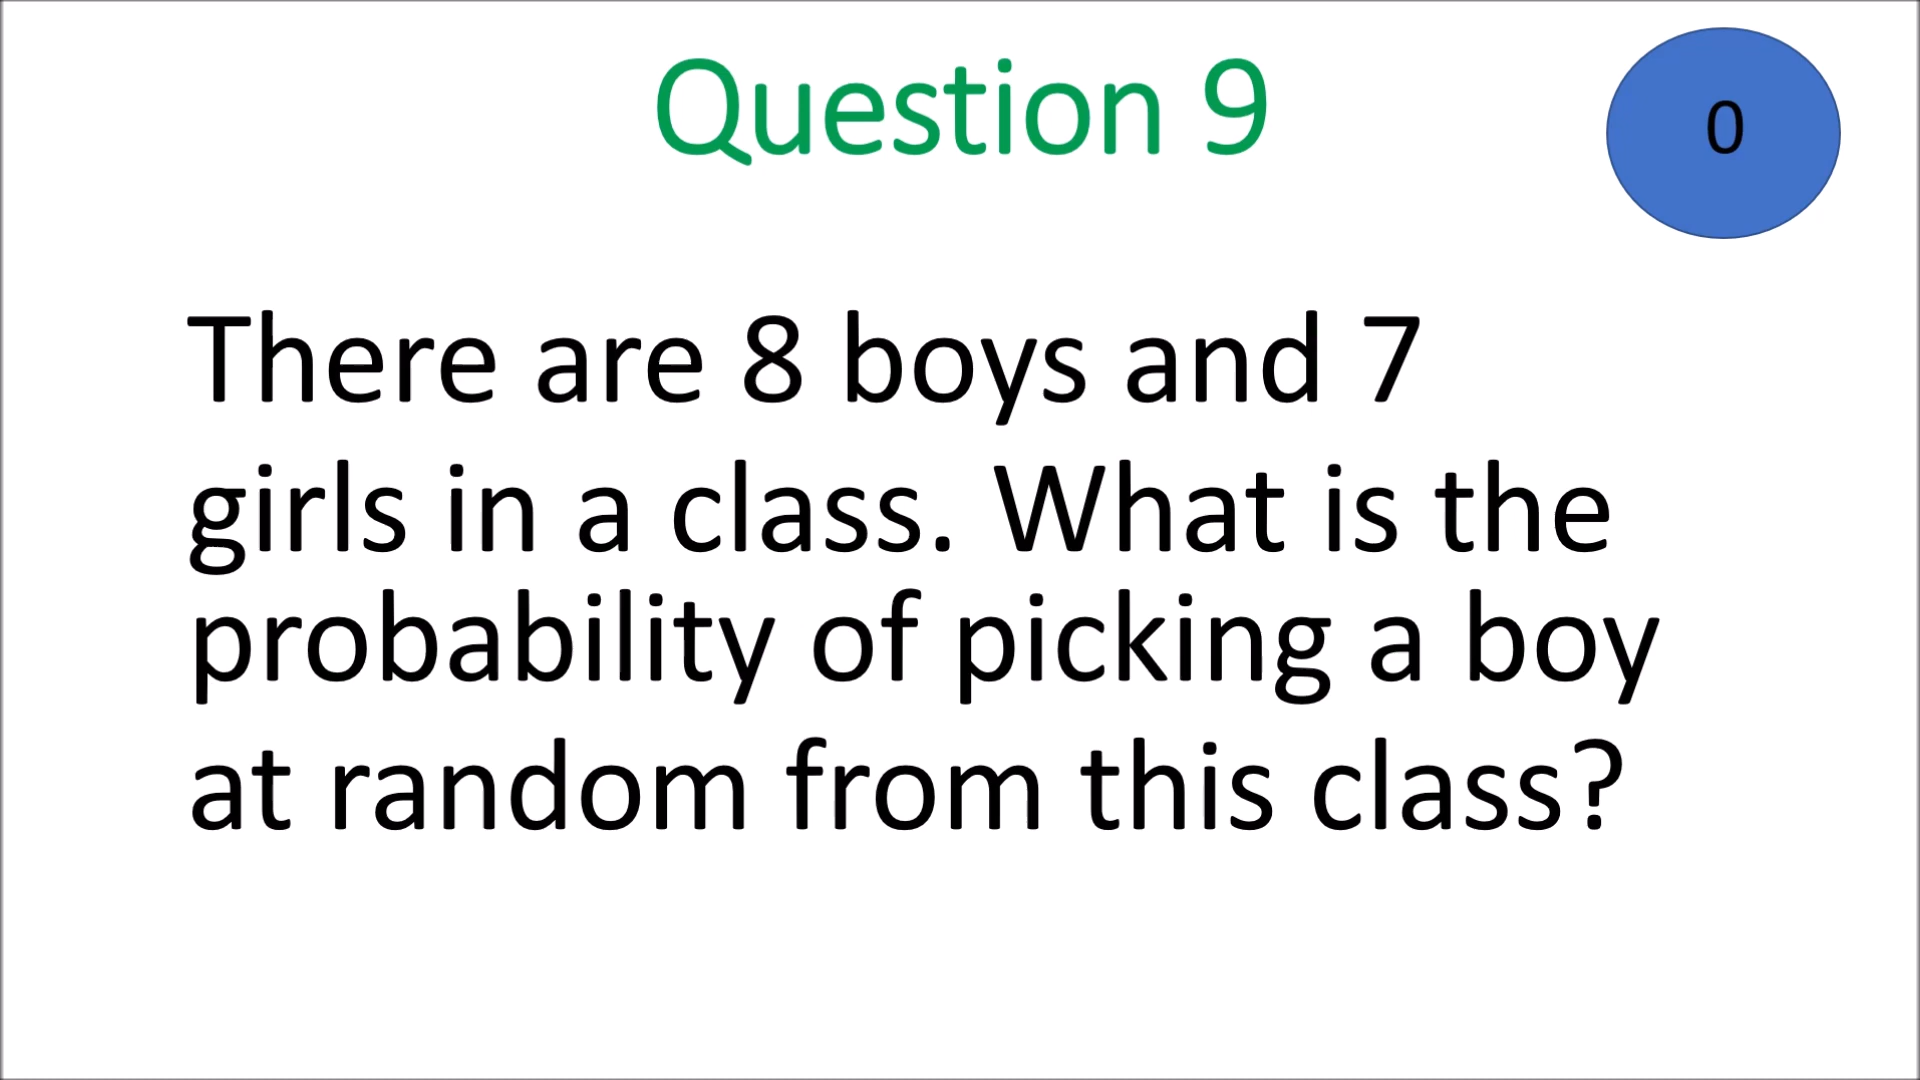 Question 9
0
There are 8 boys and 7
girls in a class. What is the
probability of picking a boy
at random from this class?